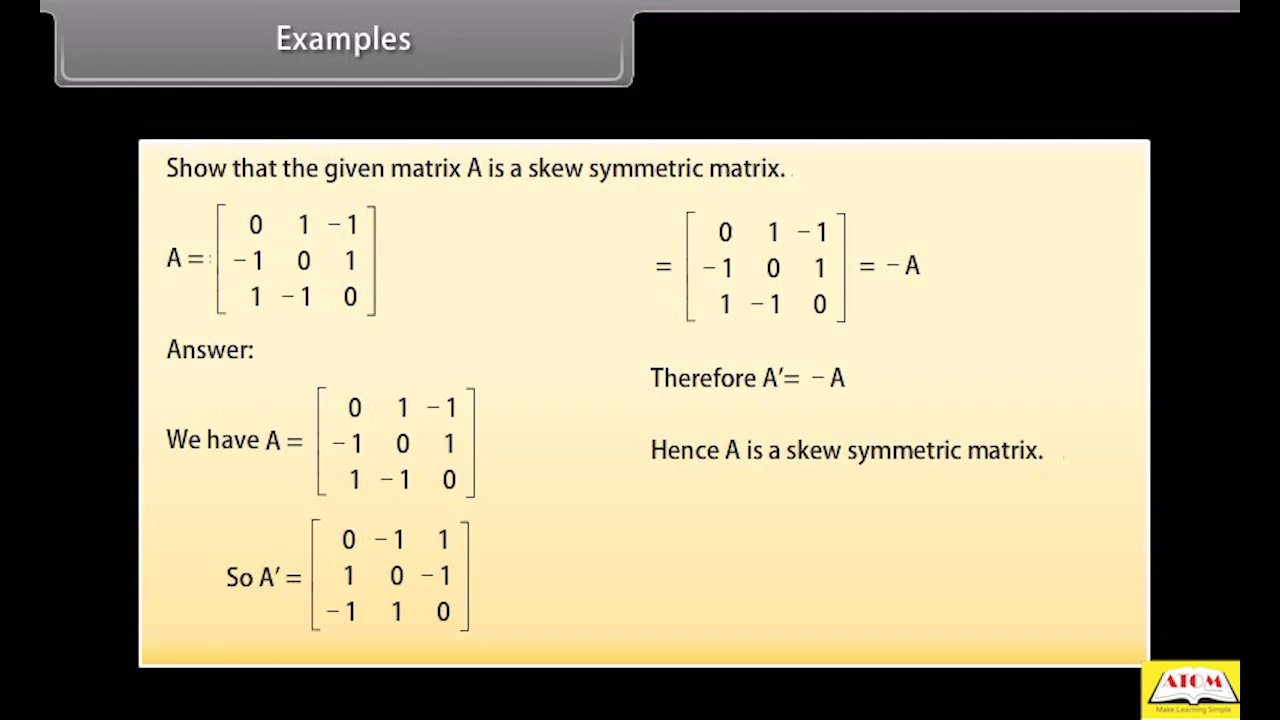 Examples
Show that the given matrix A is a skew symmetric matrix.
A = [ 0 1 −1
−1 0 1
1 −1 0 ]
Answer:
We have A = [ 0 1 −1
−1 0 1
1 −1 0 ]
So A′ = [ 0 −1 1
1 0 −1
−1 1 0 ]
= [ 0 1 −1
−1 0 1
1 −1 0 ] = −A
Therefore A′= −A
Hence A is a skew symmetric matrix.
ATOM
Make Learning Simple